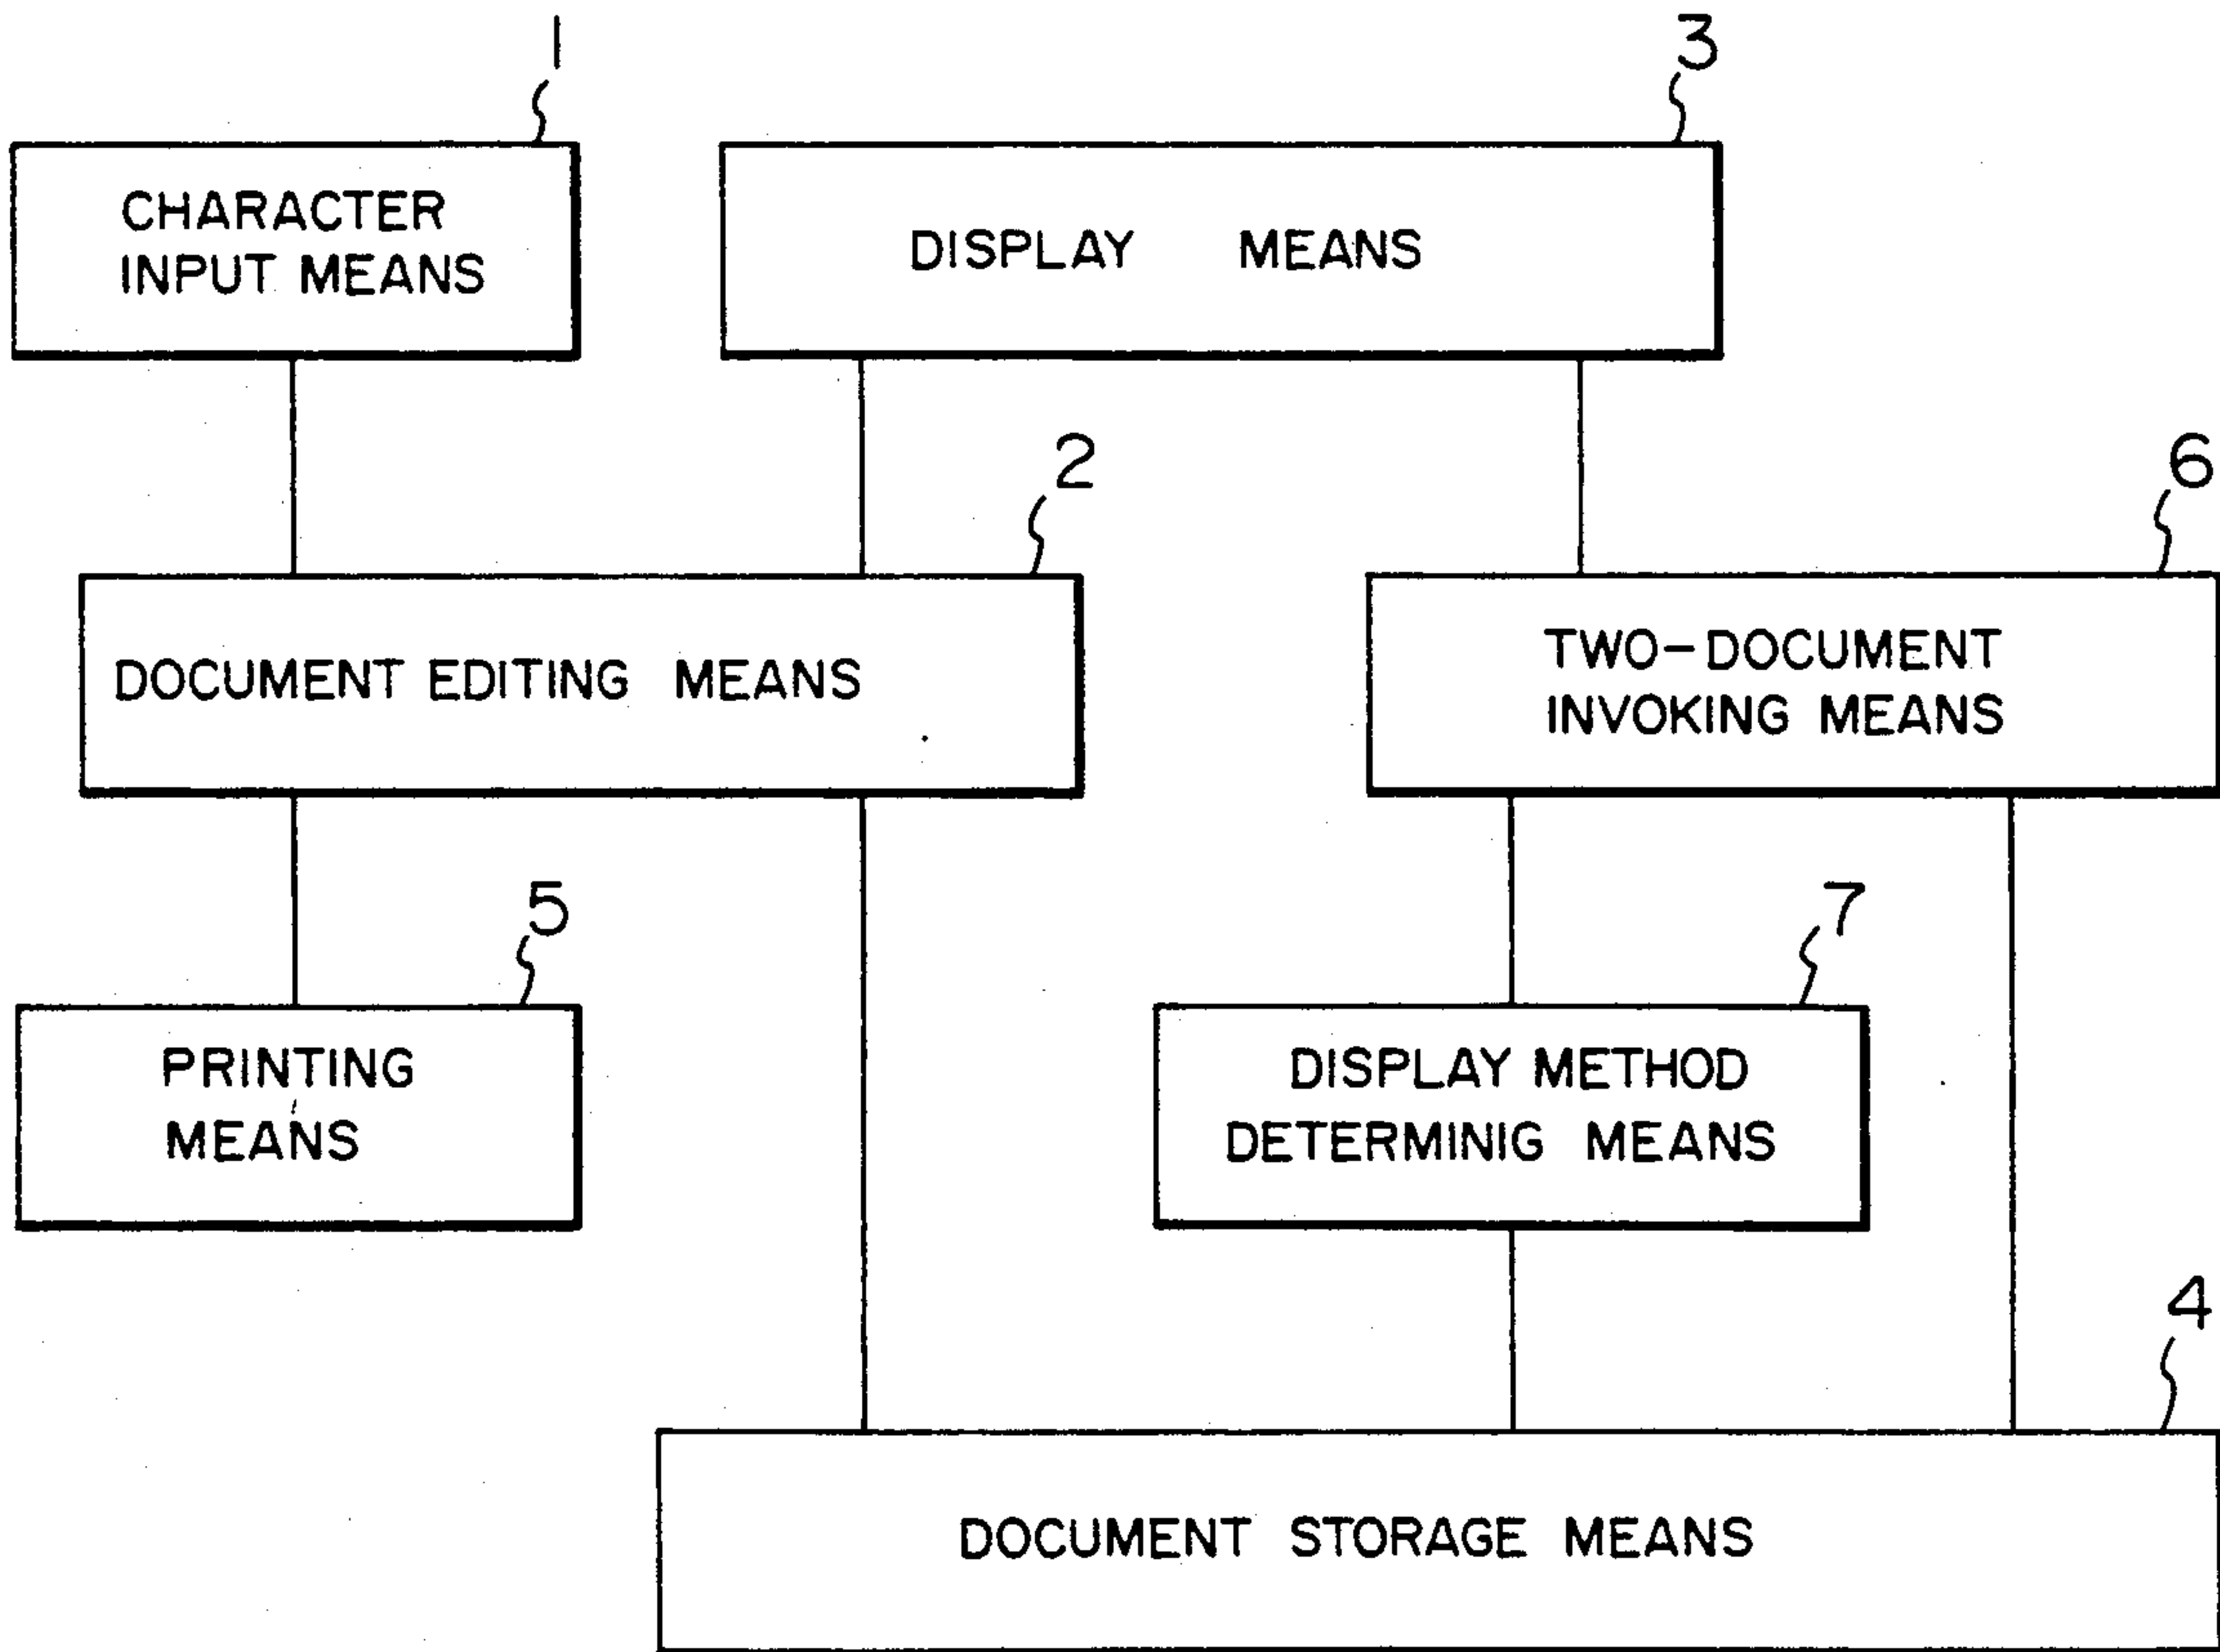 1
3
CHARACTER
INPUT MEANS
DISPLAY MEANS
2
6
DOCUMENT EDITING MEANS
TWO-DOCUMENT
INVOKING MEANS
5
7
PRINTING
MEANS
DISPLAY METHOD
DETERMINIG MEANS
4
DOCUMENT STORAGE MEANS